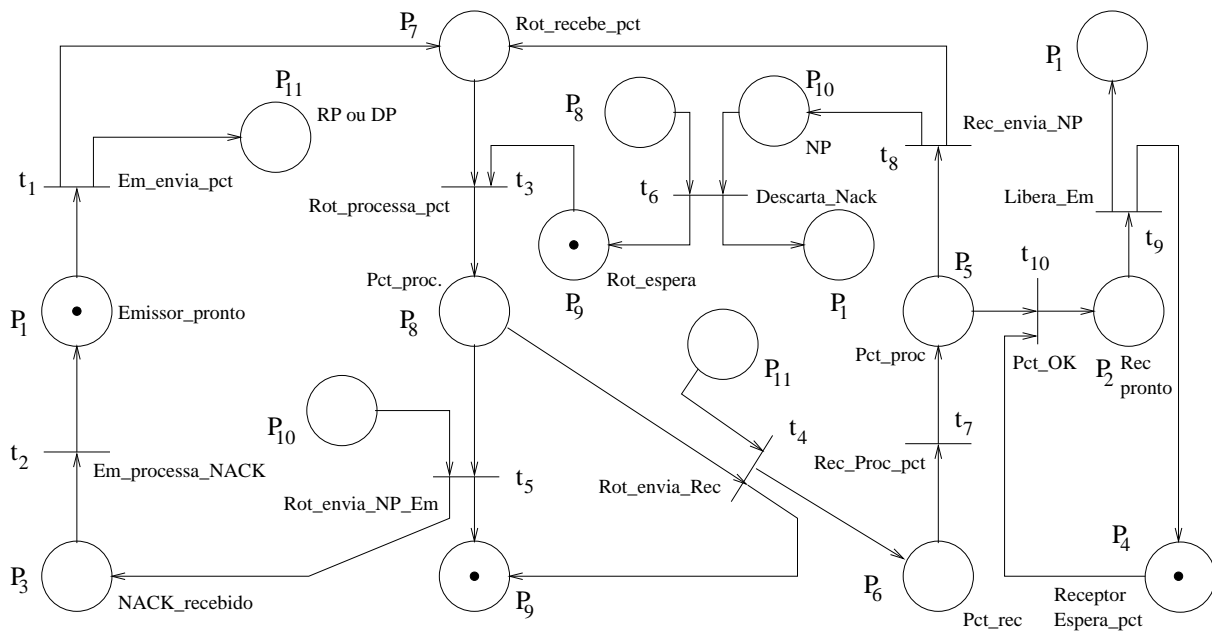 P7
Rot_recebe_pct
P1
P11
RP ou DP
P8
P10
NP
t8
Rec_envia_NP
t1
Em_envia_pct
t3
Rot_processa_pct
t6
Descarta_Nack
Libera_Em
t9
P1
Emissor_pronto
Pct_proc.
P8
P9
Rot_espera
P1
P5
t10
Pct_proc
Pct_OK
P2
Rec
pronto
P10
P11
t4
t7
t2
Em_processa_NACK
Rot_envia_NP_Em
t5
Rot_envia_Rec
Rec_Proc_pct
P3
NACK_recebido
P9
P6
Pct_rec
P4
Receptor
Espera_pct